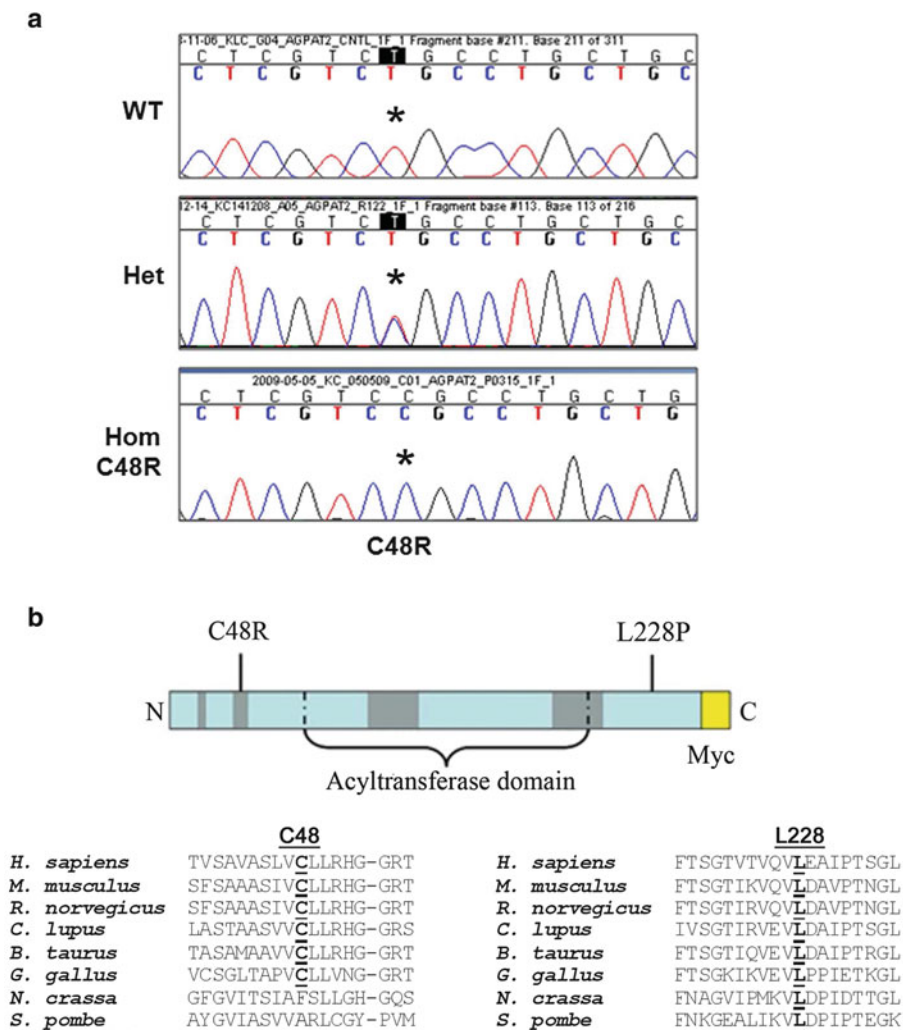 a
3-11-06_KLC_G04_AGPAT2_CNTL_1F_1 Fragment base #211. Base 211 of 311
C T C G T C T G C C T G C T G C
C T C G T C T G C C T G C T G C
WT
*
12-14_KC141208_A05_AGPAT2_R122_1F_1 Fragment base #113. Base 113 of 216
C T C G T C T G C C T G C T G C
C T C G T C T G C C T G C T G C
Het
*
2009-05-05_KC_050509_C01_AGPAT2_P0315_1F_1
C T C G T C C G C C T G C T G
C T C G T C C G C C T G C T G
Hom
C48R
*
C48R
b
C48R
L228P
N
C
Myc
Acyltransferase domain
C48
H. sapiens TVSAVASLVCLLRHG-GRT
M. musculus SFSAAASIVCLLRHG-GRT
R. norvegicus SFSAAASIVCLLRHG-GRT
C. lupus LASTAASVVCLLRHG-GRS
B. taurus TASAMAAVVCLLRHG-GRT
G. gallus VCSGLTAPVCLLVNG-GRT
N. crassa GFGVITSIAFSLLGH-GQS
S. pombe AYGVIASVVARLCGY-PVM
L228
H. sapiens FTSGTVTVQVLEAIPTSGL
M. musculus FTSGTIKVQVLDAVPTNGL
R. norvegicus FTSGTIRVQVLDAVPTNGL
C. lupus IVSGTIRVEVLDAIPTRGL
B. taurus FTSGTIQVEVLDAIPTSGL
G. gallus FTSGKIKVEVLPPIETKGL
N. crassa FNAGVIPMKVLDPIDTTGL
S. pombe FNKGEALIKVLDPIPTEGK